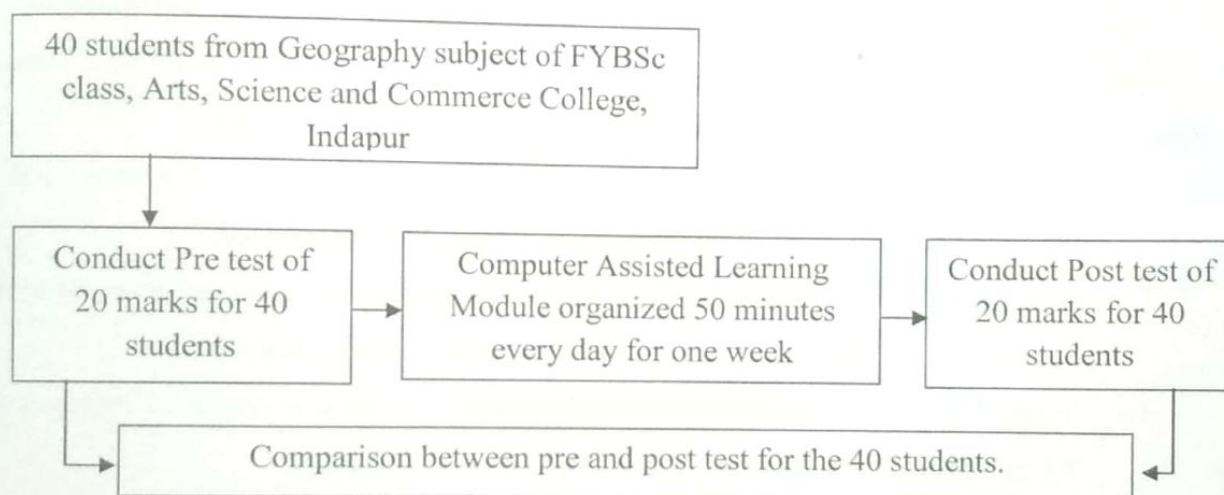 40 students from Geography subject of FYBSc
class, Arts, Science and Commerce College,
Indapur
Conduct Pre test of
20 marks for 40
students
Computer Assisted Learning
Module organized 50 minutes
every day for one week
Conduct Post test of
20 marks for 40
students
Comparison between pre and post test for the 40 students.